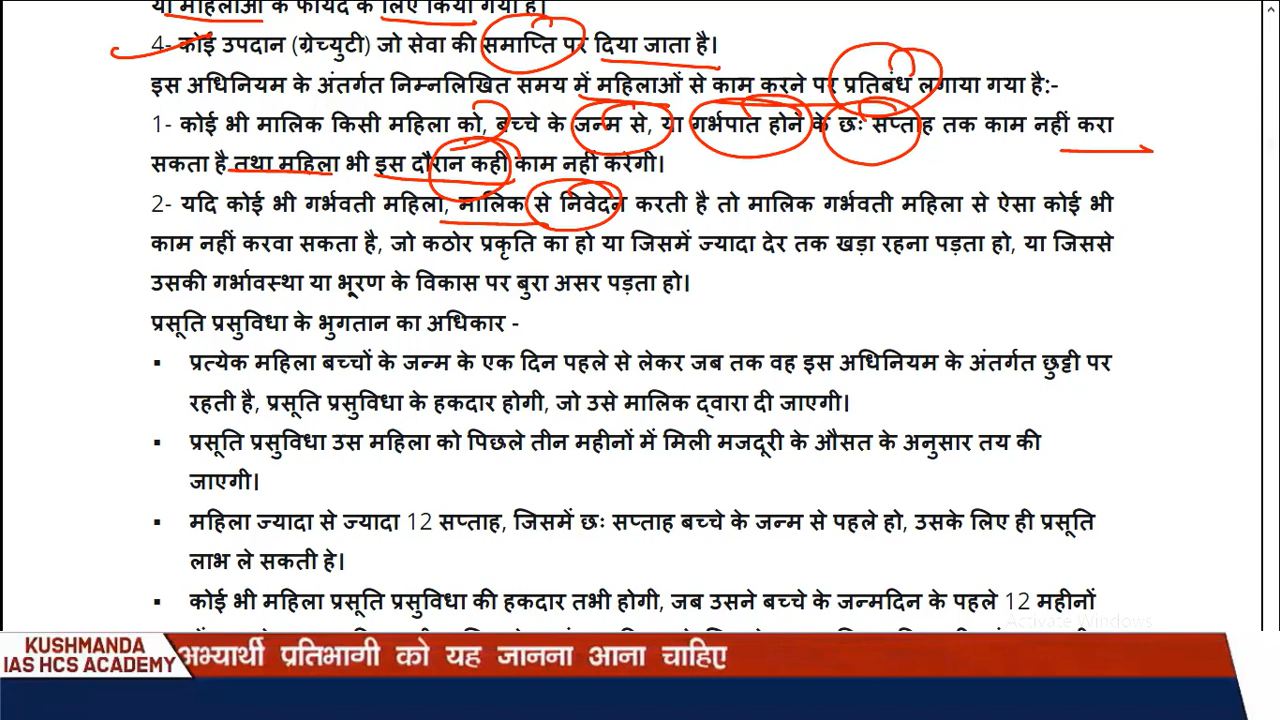 या महिलाओं के फायदे के लिए किया गया है।
4- कोई उपदान (ग्रेच्युटी) जो सेवा की समाप्ति पर दिया जाता है।
इस अधिनियम के अंतर्गत निम्नलिखित समय में महिलाओं से काम करने पर प्रतिबंध लगाया गया है:-
1- कोई भी मालिक किसी महिला को, बच्चे के जन्म से, या गर्भपात होने के छः सप्ताह तक काम नहीं करा
सकता है तथा महिला भी इस दौरान कही काम नहीं करेगी।
2- यदि कोई भी गर्भवती महिला, मालिक से निवेदन करती है तो मालिक गर्भवती महिला से ऐसा कोई भी
काम नहीं करवा सकता है, जो कठोर प्रकृति का हो या जिसमें ज्यादा देर तक खड़ा रहना पड़ता हो, या जिससे
उसकी गर्भावस्था या भूरण के विकास पर बुरा असर पड़ता हो।
प्रसूति प्रसुविधा के भुगतान का अधिकार -
▪ प्रत्येक महिला बच्चों के जन्म के एक दिन पहले से लेकर जब तक वह इस अधिनियम के अंतर्गत छुट्टी पर
रहती है, प्रसूति प्रसुविधा के हकदार होगी, जो उसे मालिक द्वारा दी जाएगी।
▪ प्रसूति प्रसुविधा उस महिला को पिछले तीन महीनों में मिली मजदूरी के औसत के अनुसार तय की
जाएगी।
▪ महिला ज्यादा से ज्यादा 12 सप्ताह, जिसमें छः सप्ताह बच्चे के जन्म से पहले हो, उसके लिए ही प्रसूति
लाभ ले सकती हे।
▪ कोई भी महिला प्रसूति प्रसुविधा की हकदार तभी होगी, जब उसने बच्चे के जन्मदिन के पहले 12 महीनों
Activate Windows
KUSHMANDA
IAS HCS ACADEMY
अभ्यार्थी प्रतिभागी को यह जानना आना चाहिए